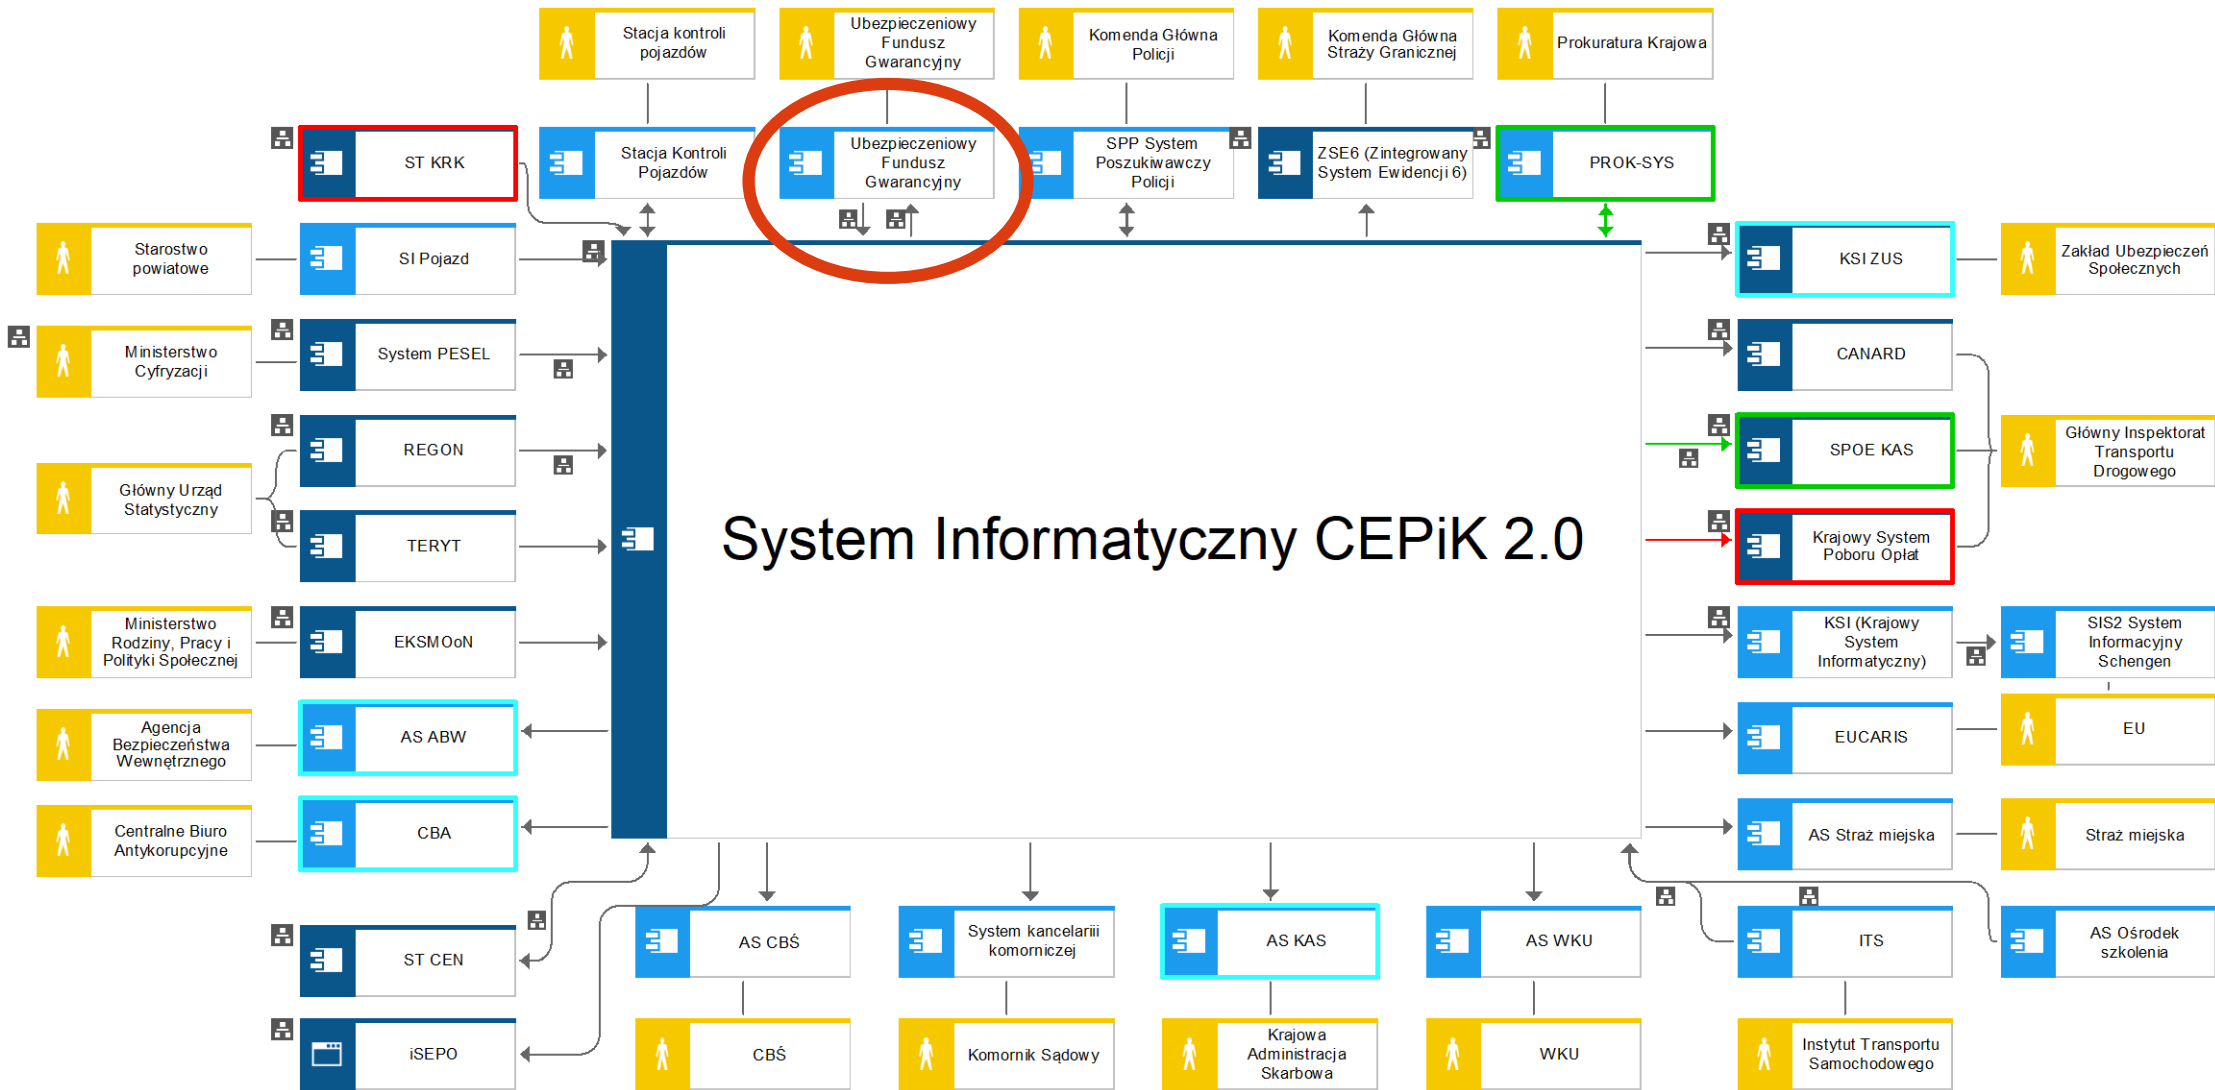 Stacja kontroli
pojazdów
Ubezpieczeniowy
Fundusz
Gwarancyjny
Komenda Główna
Policji
Komenda Główna
Straży Granicznej
Prokuratura Krajowa
ST KRK
Stacja Kontroli
Pojazdów
Ubezpieczeniowy
Fundusz
Gwarancyjny
SPP System
Poszukiwawczy
Policji
ZSE6 (Zintegrowany
System Ewidencji 6)
PROK-SYS
Starostwo
powiatowe
SI Pojazd
KSI ZUS
Zakład Ubezpieczeń
Społecznych
Ministerstwo
Cyfryzacji
System PESEL
CANARD
Główny Urząd
Statystyczny
REGON
SPOE KAS
Główny Inspektorat
Transportu
Drogowego
TERYT
System Informatyczny CEPiK 2.0
Krajowy System
Poboru Opłat
Ministerstwo
Rodziny, Pracy i
Polityki Społecznej
EKSMOoN
KSI (Krajowy
System
Informatyczny)
SIS2 System
Informacyjny
Schengen
Agencja
Bezpieczeństwa
Wewnętrznego
AS ABW
EUCARIS
EU
Centralne Biuro
Antykorupcyjne
CBA
AS Straż miejska
Straż miejska
ST CEN
AS CBŚ
System kancelariii
komorniczej
AS KAS
AS WKU
ITS
AS Ośrodek
szkolenia
iSEPO
CBŚ
Komornik Sądowy
Krajowa
Administracja
Skarbowa
WKU
Instytut Transportu
Samochodowego